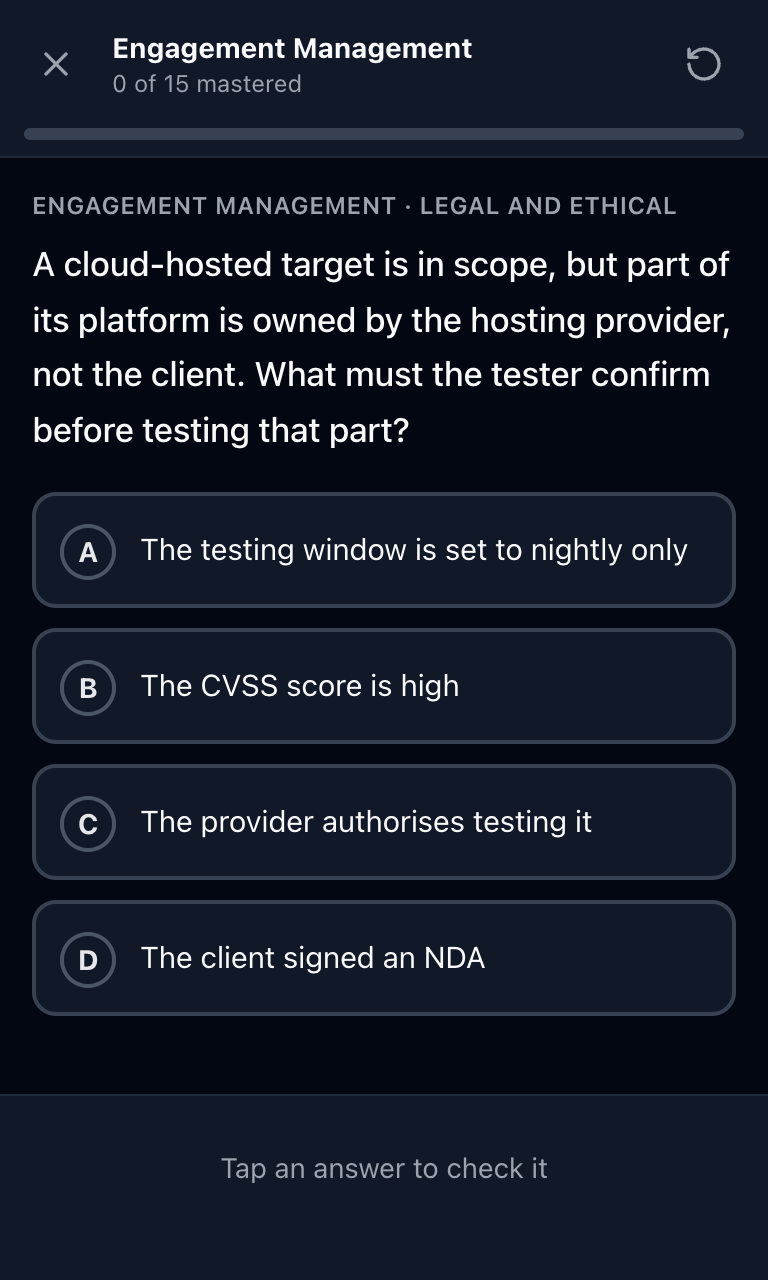 Engagement Management
0 of 15 mastered
ENGAGEMENT MANAGEMENT · LEGAL AND ETHICAL
A cloud-hosted target is in scope, but part of
its platform is owned by the hosting provider,
not the client. What must the tester confirm
before testing that part?
A The testing window is set to nightly only
B The CVSS score is high
C The provider authorises testing it
D The client signed an NDA
Tap an answer to check it